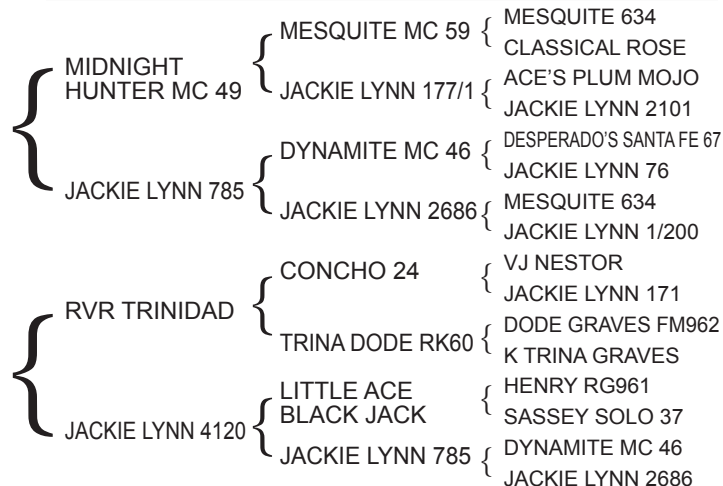 MIDNIGHT
HUNTER MC 49
JACKIE LYNN 785
MESQUITE MC 59
JACKIE LYNN 177/1
DYNAMITE MC 46
JACKIE LYNN 2686
MESQUITE 634
CLASSICAL ROSE
ACE'S PLUM MOJO
JACKIE LYNN 2101
DESPERADO'S SANTA FE 67
JACKIE LYNN 76
MESQUITE 634
JACKIE LYNN 1/200
RVR TRINIDAD
JACKIE LYNN 4120
CONCHO 24
TRINA DODE RK60
LITTLE ACE
BLACK JACK
JACKIE LYNN 785
VJ NESTOR
JACKIE LYNN 171
DODE GRAVES FM962
K TRINA GRAVES
HENRY RG961
SASSEY SOLO 37
DYNAMITE MC 46
JACKIE LYNN 2686